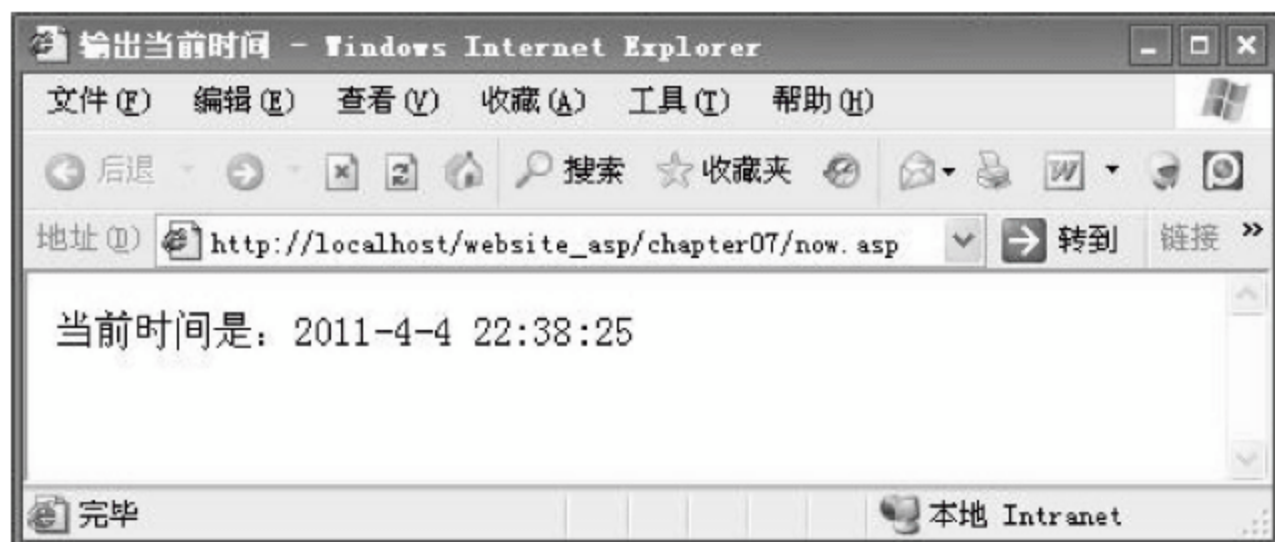 输出当前时间 - Windows Internet Explorer
文件(F) 编辑(E) 查看(V) 收藏(A) 工具(T) 帮助(H)
后退 搜索 收藏夹
地址(D) http://localhost/website_asp/chapter07/now.asp 转到 链接 »
当前时间是：2011-4-4 22:38:25
完毕 本地 Intranet